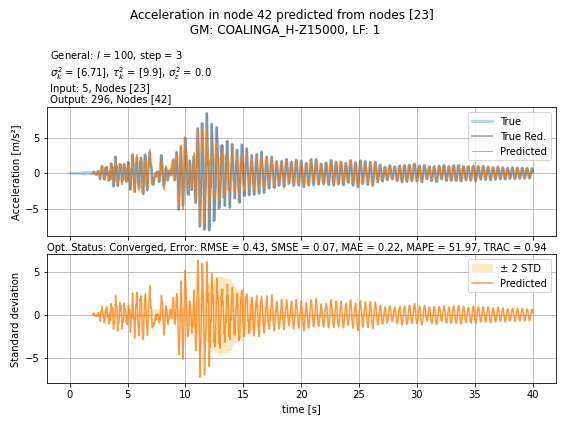 Acceleration in node 42 predicted from nodes [23]
GM: COALINGA_H-Z15000, LF: 1
General: l = 100, step = 3
σ²ₖ = [6.71], τ²ₖ = [9.9], σ²ε = 0.0
Input: 5, Nodes [23]
Output: 296, Nodes [42]
Acceleration [m/s²]
5
0
−5
True
True Red.
Predicted
Opt. Status: Converged, Error: RMSE = 0.43, SMSE = 0.07, MAE = 0.22, MAPE = 51.97, TRAC = 0.94
Standard deviation
5
0
−5
± 2 STD
Predicted
0 5 10 15 20 25 30 35 40
time [s]